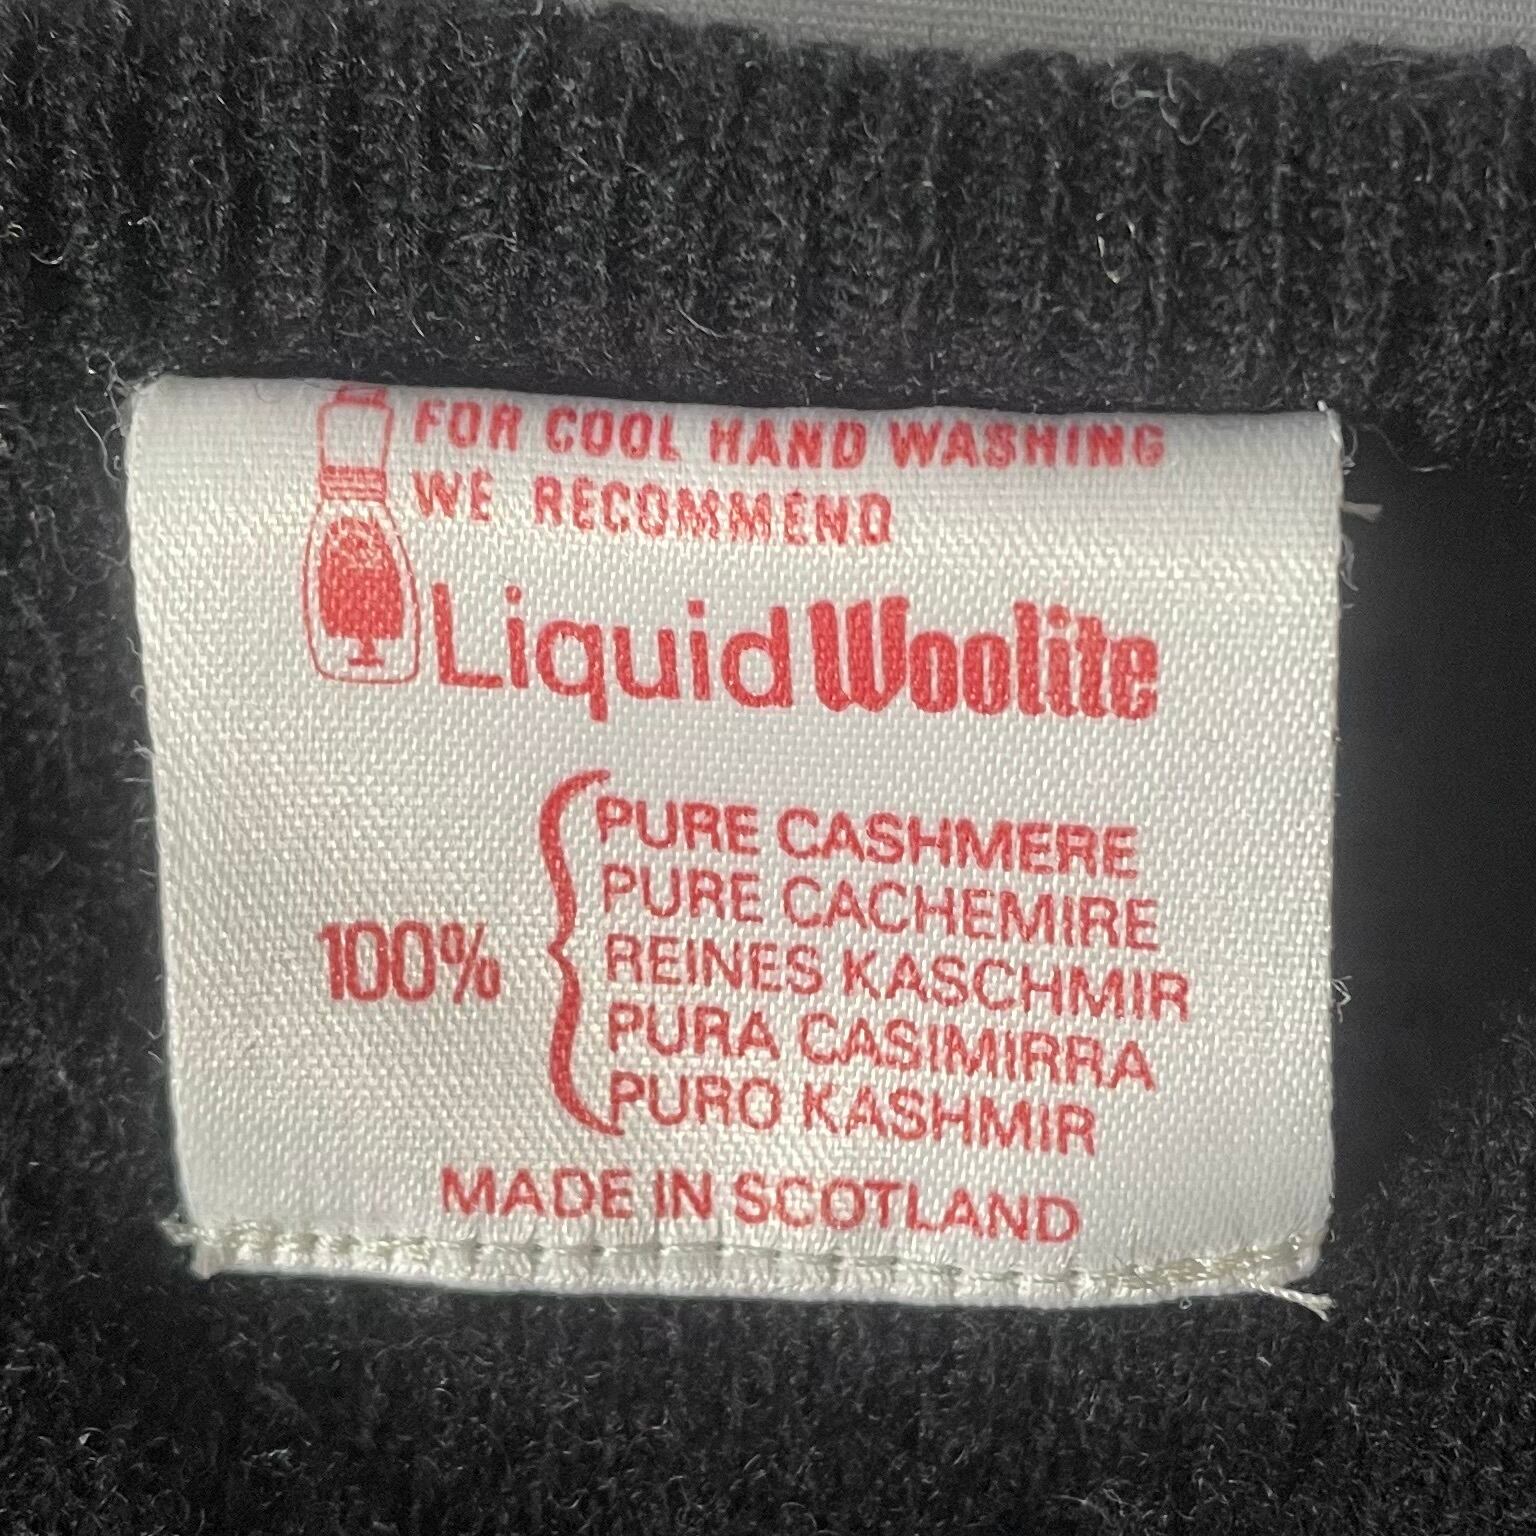 FOR COOL HAND WASHING
WE RECOMMEND
Liquid Woolite
100%
PURE CASHMERE
PURE CACHEMIRE
REINES KASCHMIR
PURA CASIMIRRA
PURO KASHMIR
MADE IN SCOTLAND